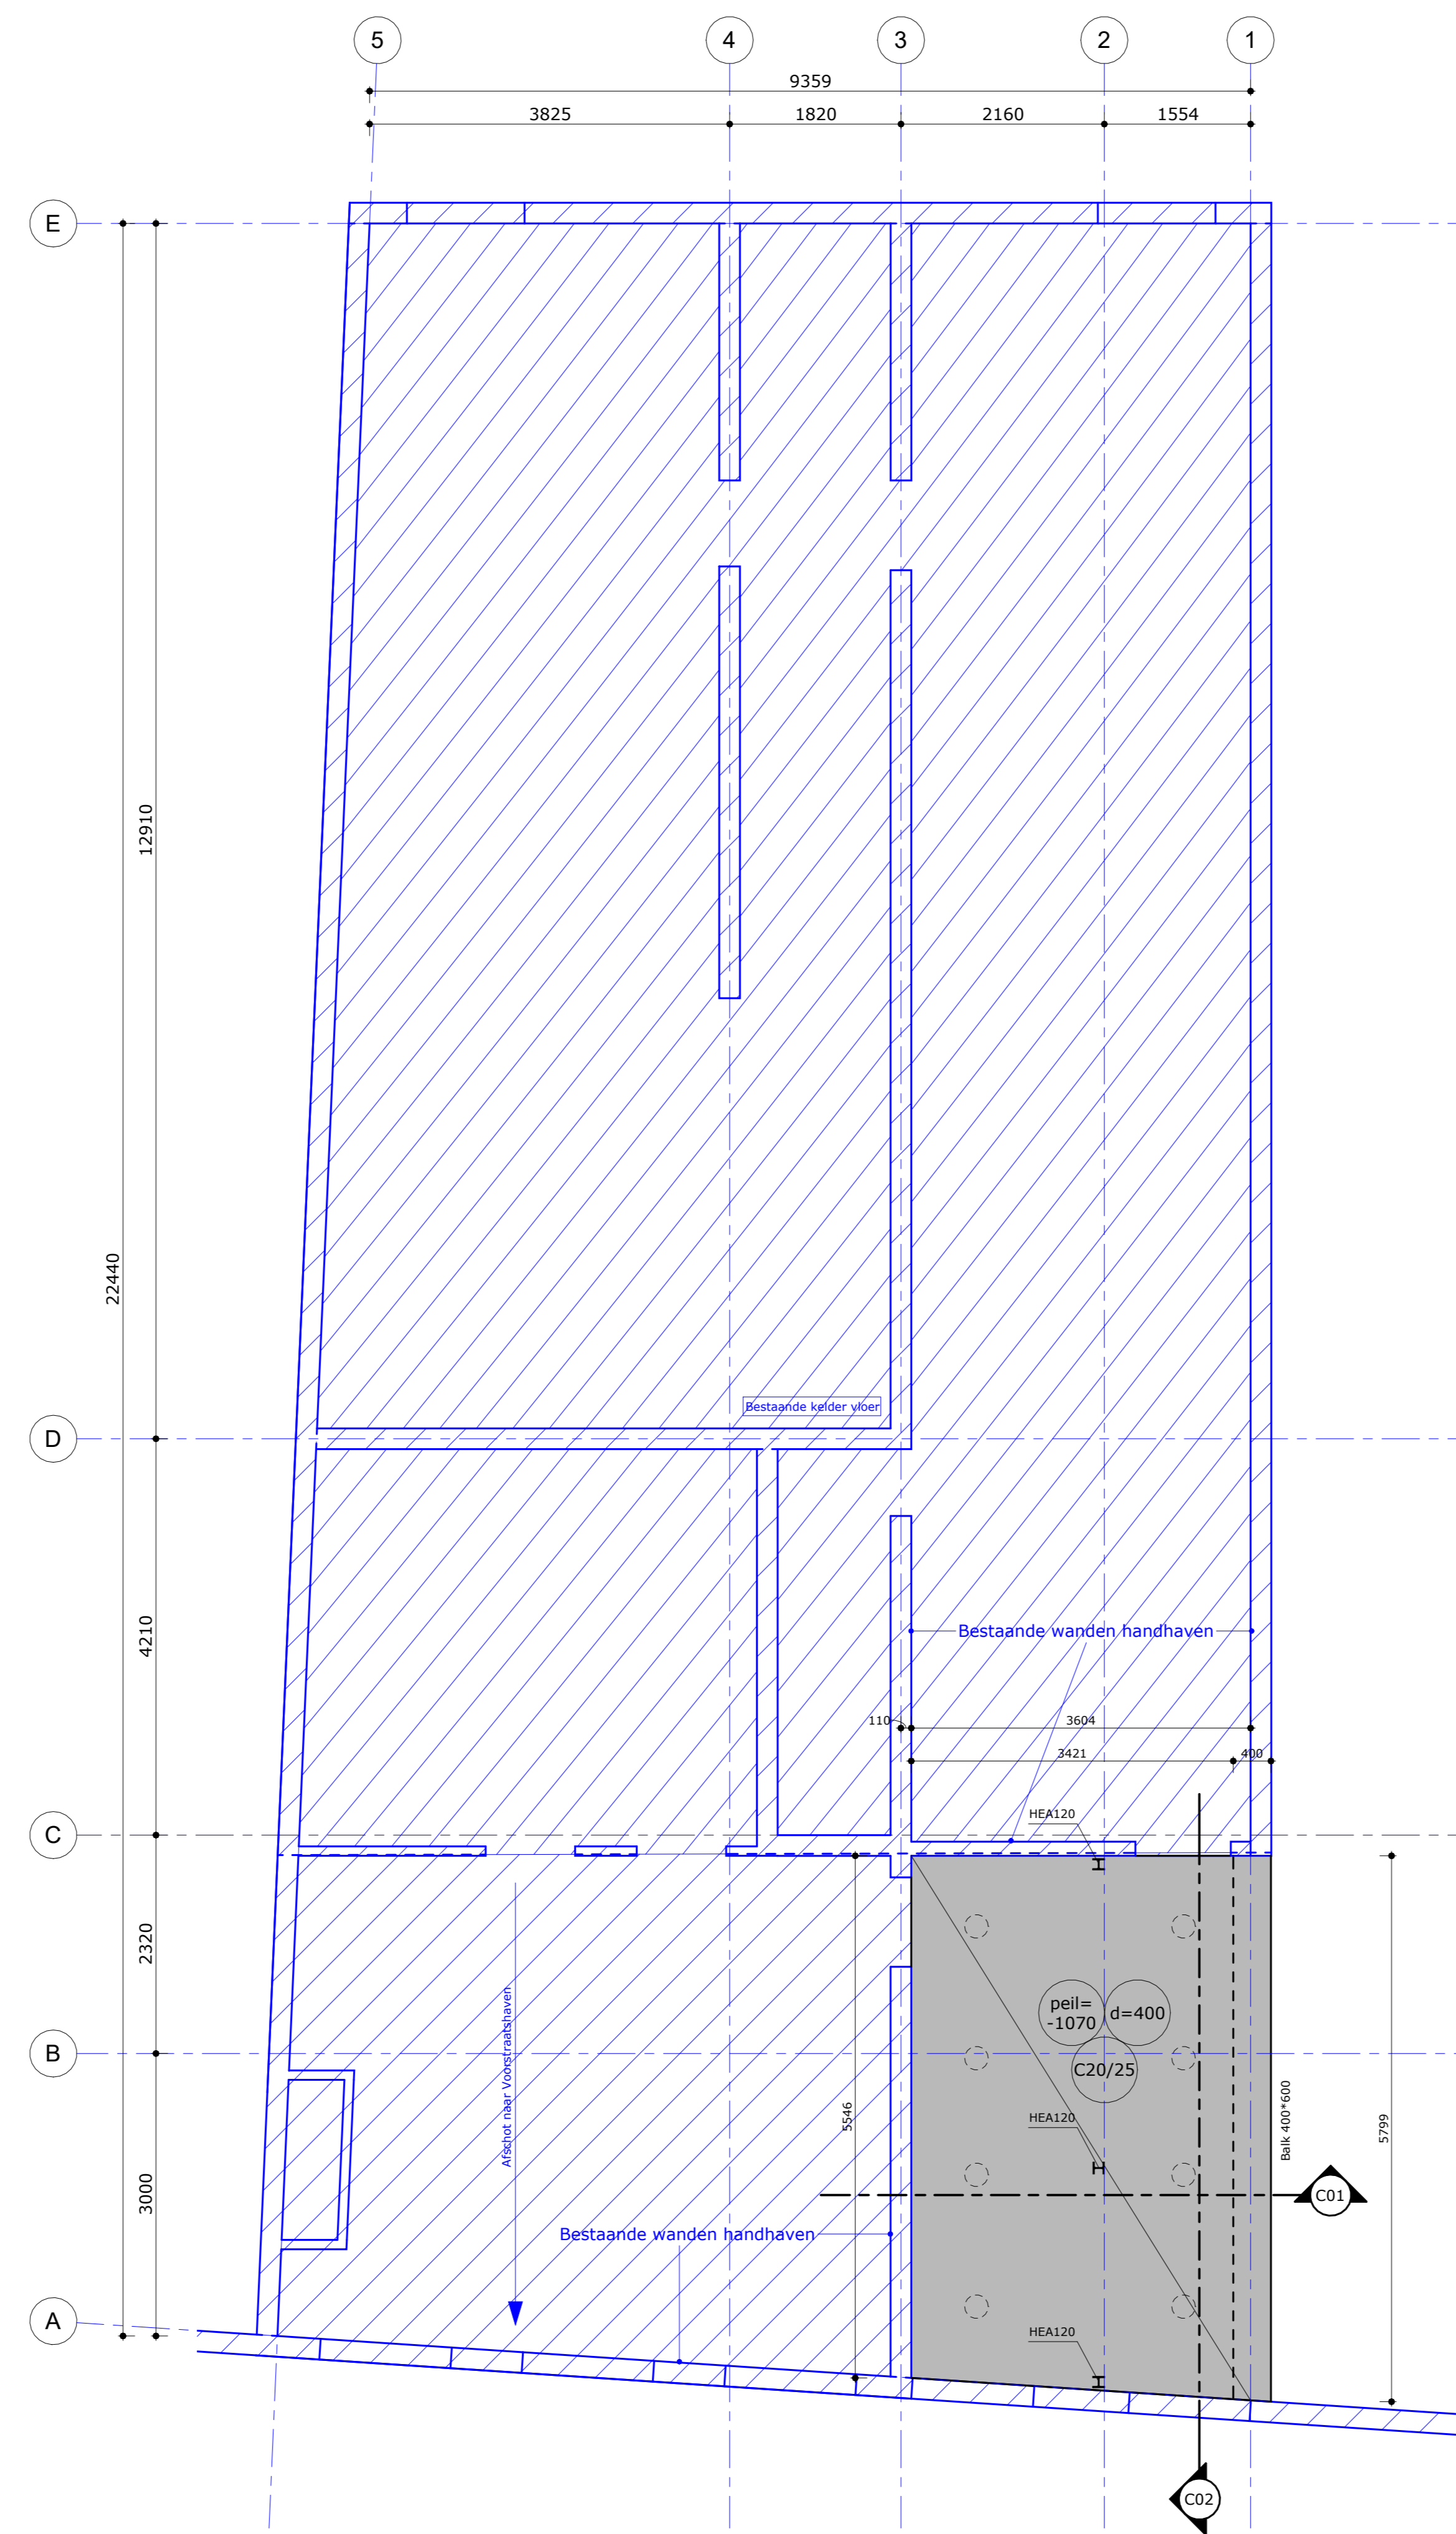 5
4
3
2
1
9359
3825
1820
2160
1554
E
12910
22440
Bestaande kelder vloer
D
4210
Bestaande wanden handhaven
110
3604
3421
400
HEA120
C
2320
Afschot naar Voorstraatshaven
peil=
-1070
d=400
B
C20/25
5546
HEA120
Balk 400*600
5799
3000
C01
Bestaande wanden handhaven
A
HEA120
C02